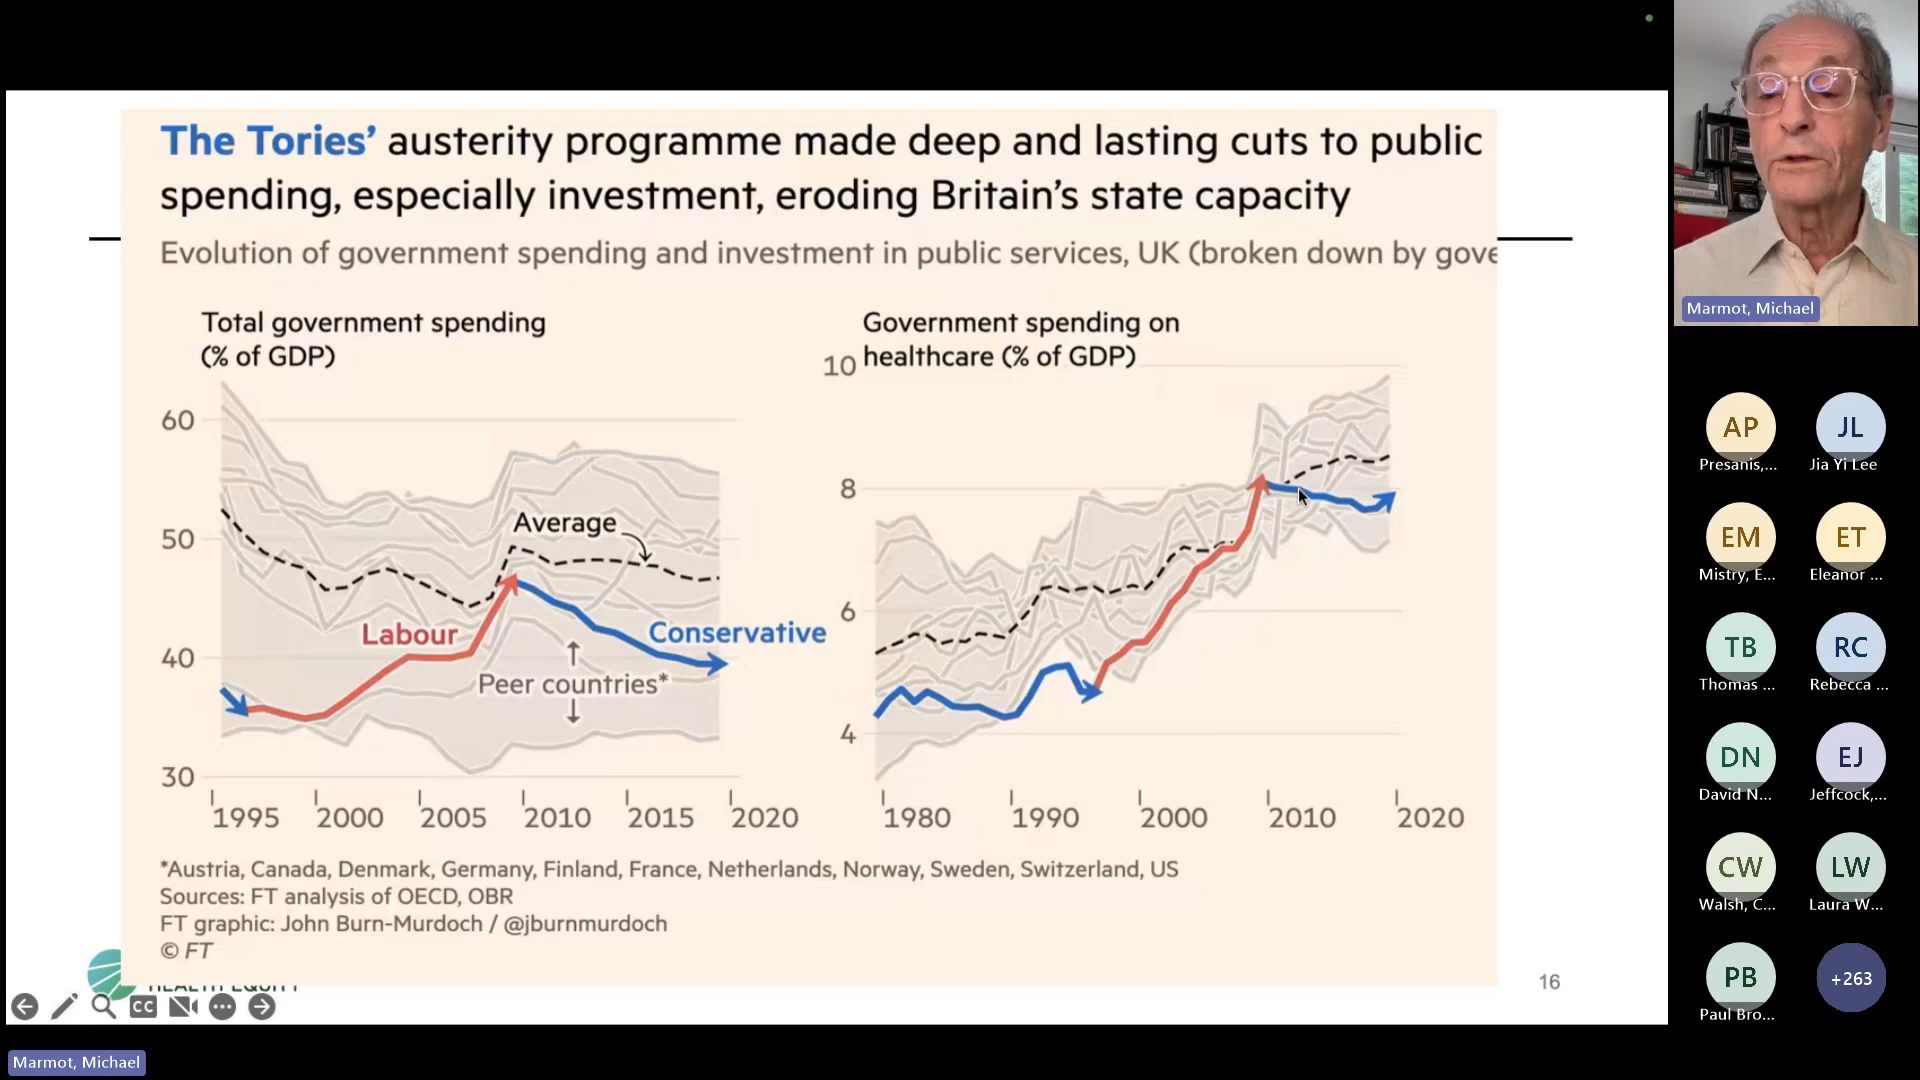 The Tories’ austerity programme made deep and lasting cuts to public
spending, especially investment, eroding Britain’s state capacity
Evolution of government spending and investment in public services, UK (broken down by gove
Total government spending
(% of GDP)
60
50
40
30
Average
Labour
Conservative
Peer countries*
1995 2000 2005 2010 2015 2020
Government spending on
healthcare (% of GDP)
10
8
6
4
1980 1990 2000 2010 2020
*Austria, Canada, Denmark, Germany, Finland, France, Netherlands, Norway, Sweden, Switzerland, US
Sources: FT analysis of OECD, OBR
FT graphic: John Burn-Murdoch / @jburnmurdoch
© FT
HEALTH EQUITY
16
CC
Marmot, Michael
Marmot, Michael
AP
Presanis,...
JL
Jia Yi Lee
EM
Mistry, E...
ET
Eleanor ...
TB
Thomas ...
RC
Rebecca ...
DN
David N...
EJ
Jeffcock,...
CW
Walsh, C...
LW
Laura W...
PB
Paul Bro...
+263